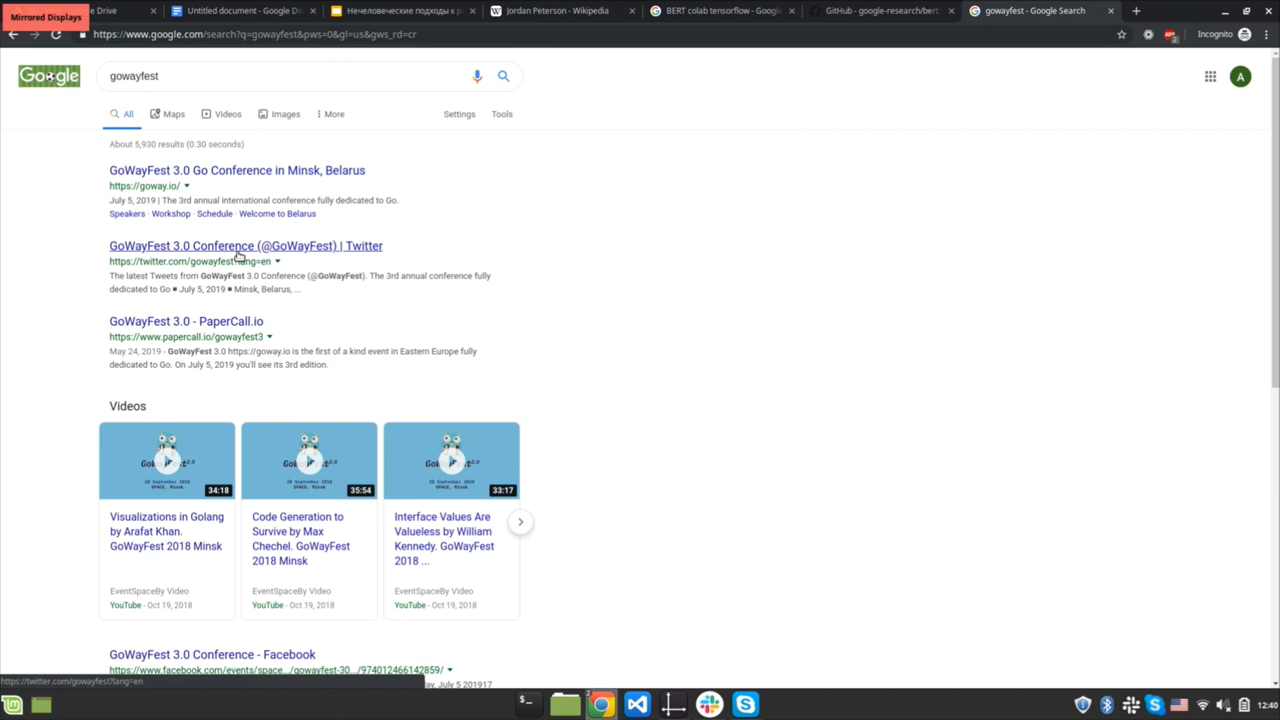 Mirrored Displays
e Drive
Untitled document - Google Do
Нечеловеческие подходы к р
Jordan Peterson - Wikipedia
BERT colab tensorflow - Google
GitHub - google-research/bert
gowayfest - Google Search
https://www.google.com/search?q=gowayfest&pws=0&gl=us&gws_rd=cr
Incognito
Google
gowayfest
A
All
Maps
Videos
Images
More
Settings
Tools
About 5,930 results (0.30 seconds)
GoWayFest 3.0 Go Conference in Minsk, Belarus
https://goway.io/
July 5, 2019 | The 3rd annual international conference fully dedicated to Go.
Speakers · Workshop · Schedule · Welcome to Belarus
GoWayFest 3.0 Conference (@GoWayFest) | Twitter
https://twitter.com/gowayfest?lang=en
The latest Tweets from GoWayFest 3.0 Conference (@GoWayFest). The 3rd annual conference fully
dedicated to Go ▪ July 5, 2019 ▪ Minsk, Belarus, ...
GoWayFest 3.0 - PaperCall.io
https://www.papercall.io/gowayfest3
May 24, 2019 - GoWayFest 3.0 https://goway.io is the first of a kind event in Eastern Europe fully
dedicated to Go. On July 5, 2019 you'll see its 3rd edition.
Videos
34:18
35:54
33:17
Visualizations in Golang
by Arafat Khan.
GoWayFest 2018 Minsk
EventSpaceBy Video
YouTube - Oct 19, 2018
Code Generation to
Survive by Max
Chechel. GoWayFest
2018 Minsk
EventSpaceBy Video
YouTube - Oct 19, 2018
Interface Values Are
Valueless by William
Kennedy. GoWayFest
2018 ...
EventSpaceBy Video
YouTube - Oct 19, 2018
GoWayFest 3.0 Conference - Facebook
https://www.facebook.com/events/space.../gowayfest-30.../974012466142859/
https://twitter.com/gowayfest?lang=en
July 5 201917
12:40